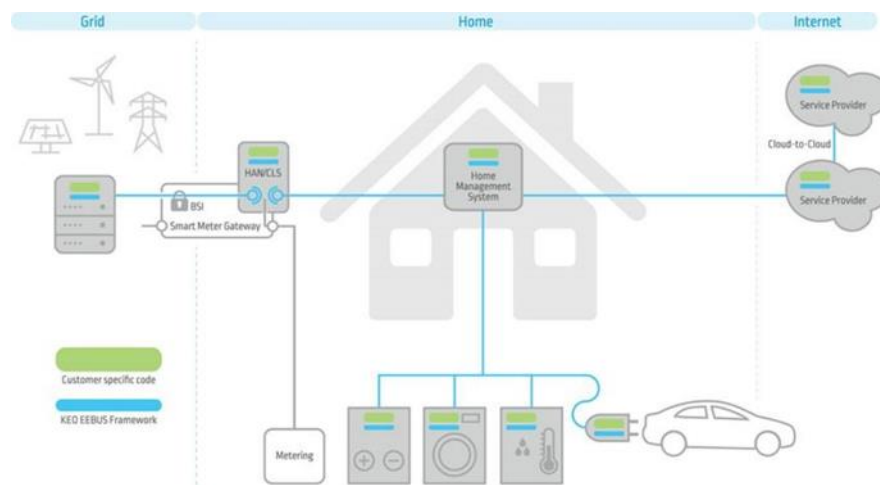 Grid
Home
Internet
Service Provider
Cloud-to-Cloud
HAN/CLS
Home
Management
System
Service Provider
BSI
Smart Meter Gateway
Customer specific code
KEO EEBUS Framework
Metering